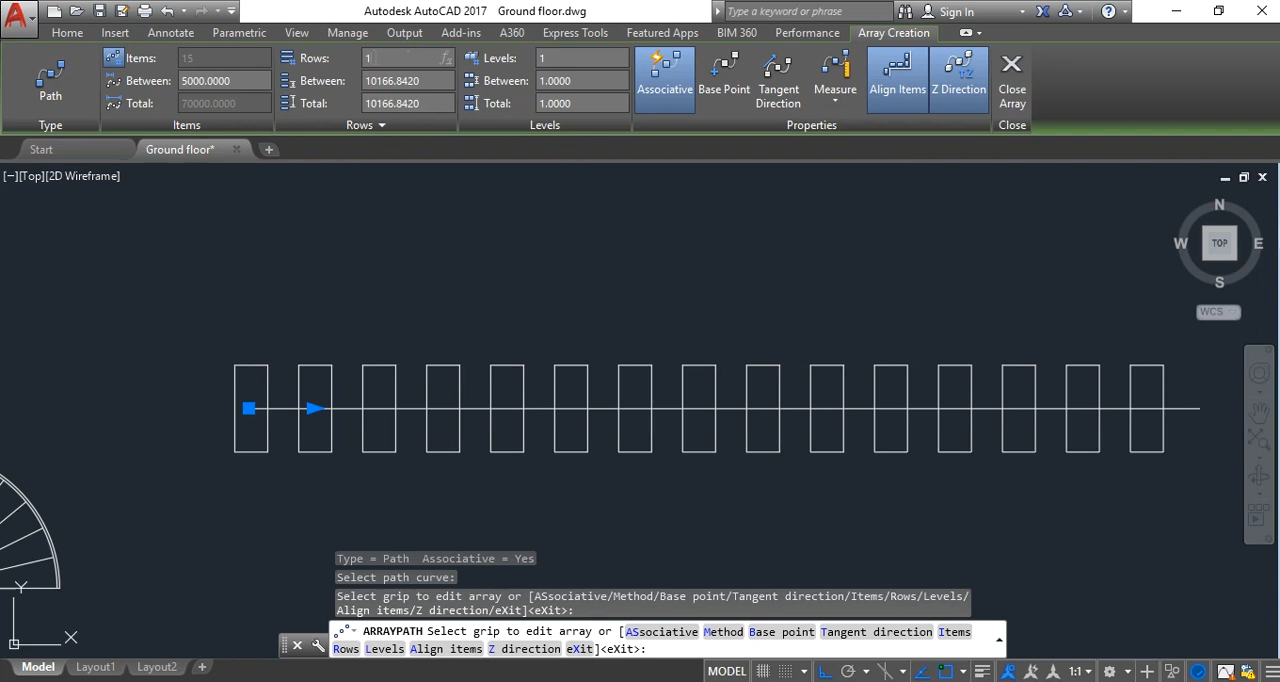 Autodesk AutoCAD 2017 Ground floor.dwg
Type a keyword or phrase
Sign In
Home Insert Annotate Parametric View Manage Output Add-ins A360 Express Tools Featured Apps BIM 360 Performance Array Creation
Items: 15 Rows: 1 Levels: 1
Between: 5000.0000 Between: 10166.8420 Between: 1.0000
Total: 70000.0000 Total: 10166.8420 Total: 1.0000
Path
Associative Base Point Tangent Direction Measure Align Items Z Direction Close Array
Type Items Rows Levels Properties Close
Start Ground floor*
[−][Top][2D Wireframe]
N
W TOP E
S
WCS
Y
X
Type = Path Associative = Yes
Select path curve:
Select grip to edit array or [ASsociative/Method/Base point/Tangent direction/Items/Rows/Levels/
Align items/Z direction/eXit]<eXit>:
ARRAYPATH Select grip to edit array or [ASsociative Method Base point Tangent direction Items
Rows Levels Align items Z direction eXit]<eXit>:
Model Layout1 Layout2 +
MODEL 1:1